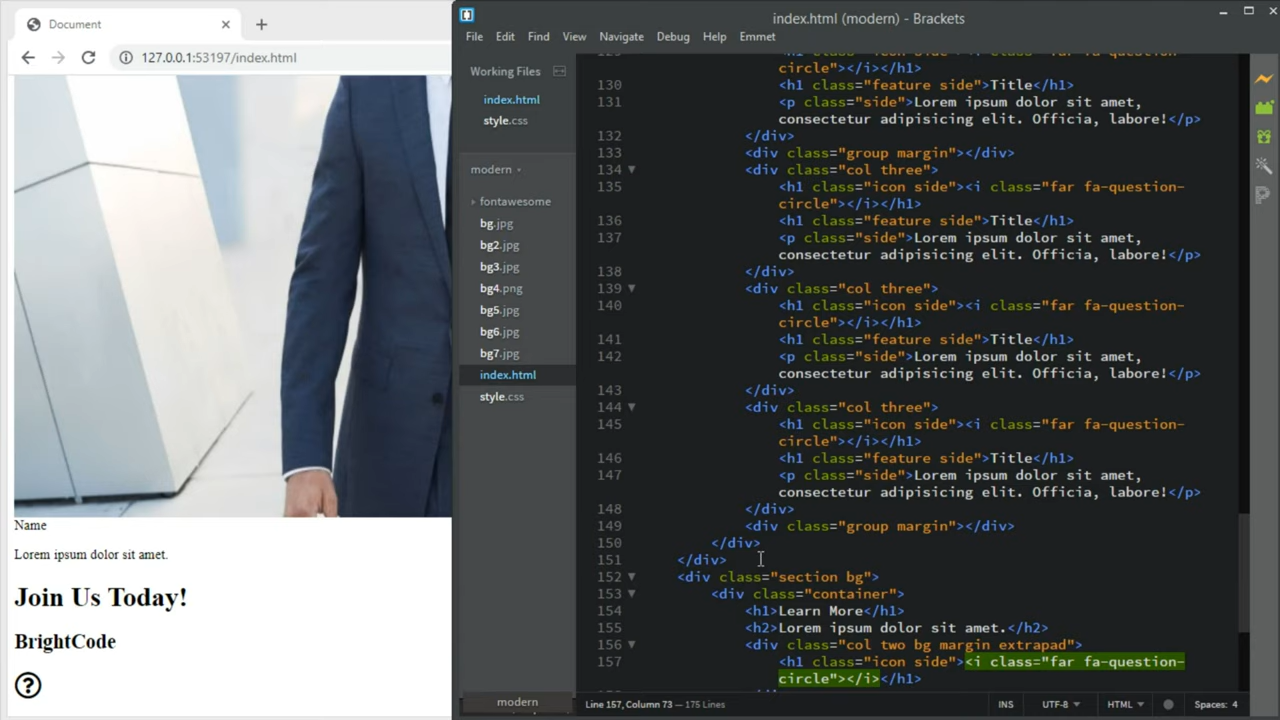 Document
127.0.0.1:53197/index.html
Name
Lorem ipsum dolor sit amet.
Join Us Today!
BrightCode
index.html (modern) - Brackets
File Edit Find View Navigate Debug Help Emmet
Working Files
index.html
style.css
modern
fontawesome
bg.jpg
bg2.jpg
bg3.jpg
bg4.png
bg5.jpg
bg6.jpg
bg7.jpg
index.html
style.css
modern
circle"></i></h1>
130 <h1 class="feature side">Title</h1>
131 <p class="side">Lorem ipsum dolor sit amet,
consectetur adipisicing elit. Officia, labore!</p>
132 </div>
133 <div class="group margin"></div>
134 <div class="col three">
135 <h1 class="icon side"><i class="far fa-question-
circle"></i></h1>
136 <h1 class="feature side">Title</h1>
137 <p class="side">Lorem ipsum dolor sit amet,
consectetur adipisicing elit. Officia, labore!</p>
138 </div>
139 <div class="col three">
140 <h1 class="icon side"><i class="far fa-question-
circle"></i></h1>
141 <h1 class="feature side">Title</h1>
142 <p class="side">Lorem ipsum dolor sit amet,
consectetur adipisicing elit. Officia, labore!</p>
143 </div>
144 <div class="col three">
145 <h1 class="icon side"><i class="far fa-question-
circle"></i></h1>
146 <h1 class="feature side">Title</h1>
147 <p class="side">Lorem ipsum dolor sit amet,
consectetur adipisicing elit. Officia, labore!</p>
148 </div>
149 <div class="group margin"></div>
150 </div>
151 </div>
152 <div class="section bg">
153 <div class="container">
154 <h1>Learn More</h1>
155 <h2>Lorem ipsum dolor sit amet.</h2>
156 <div class="col two bg margin extrapad">
157 <h1 class="icon side"><i class="far fa-question-
circle"></i></h1>
Line 157, Column 73 — 175 Lines
INS UTF-8 HTML Spaces: 4